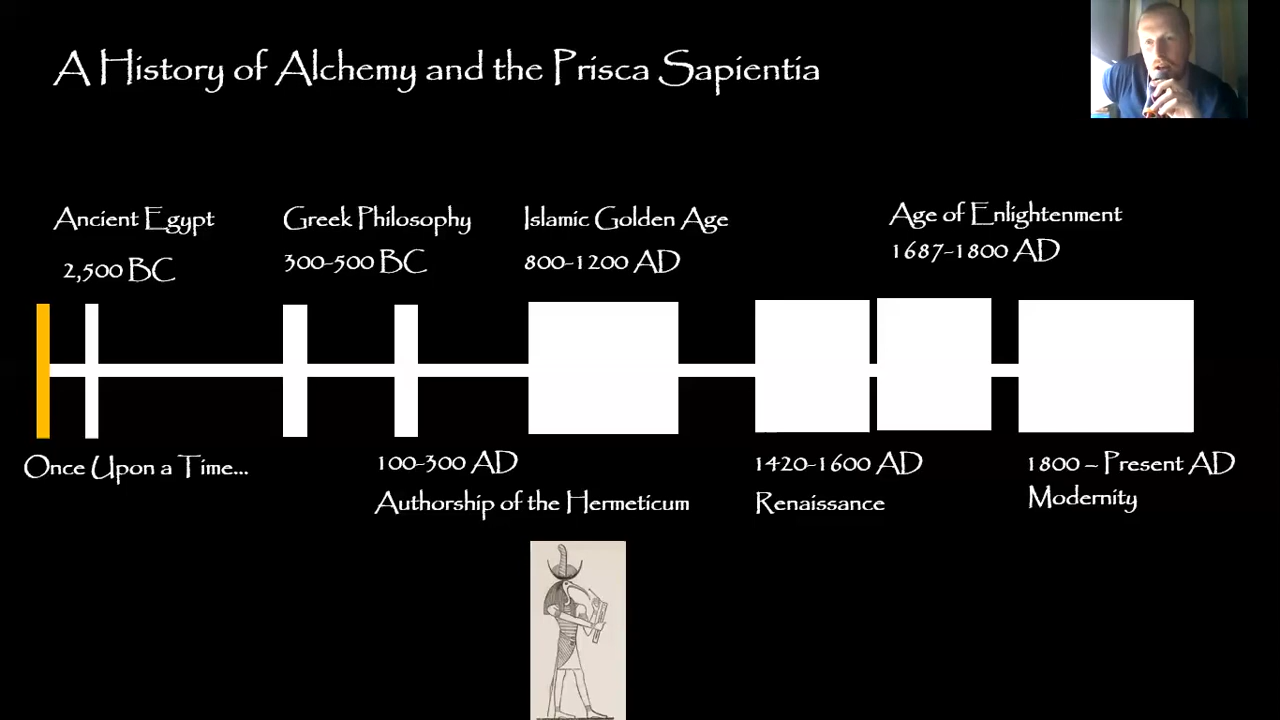 A History of Alchemy and the Prisca Sapientia
Ancient Egypt
2,500 BC
Greek Philosophy
300-500 BC
Islamic Golden Age
800-1200 AD
Age of Enlightenment
1687-1800 AD
Once Upon a Time...
100-300 AD
Authorship of the Hermeticum
1420-1600 AD
Renaissance
1800 – Present AD
Modernity